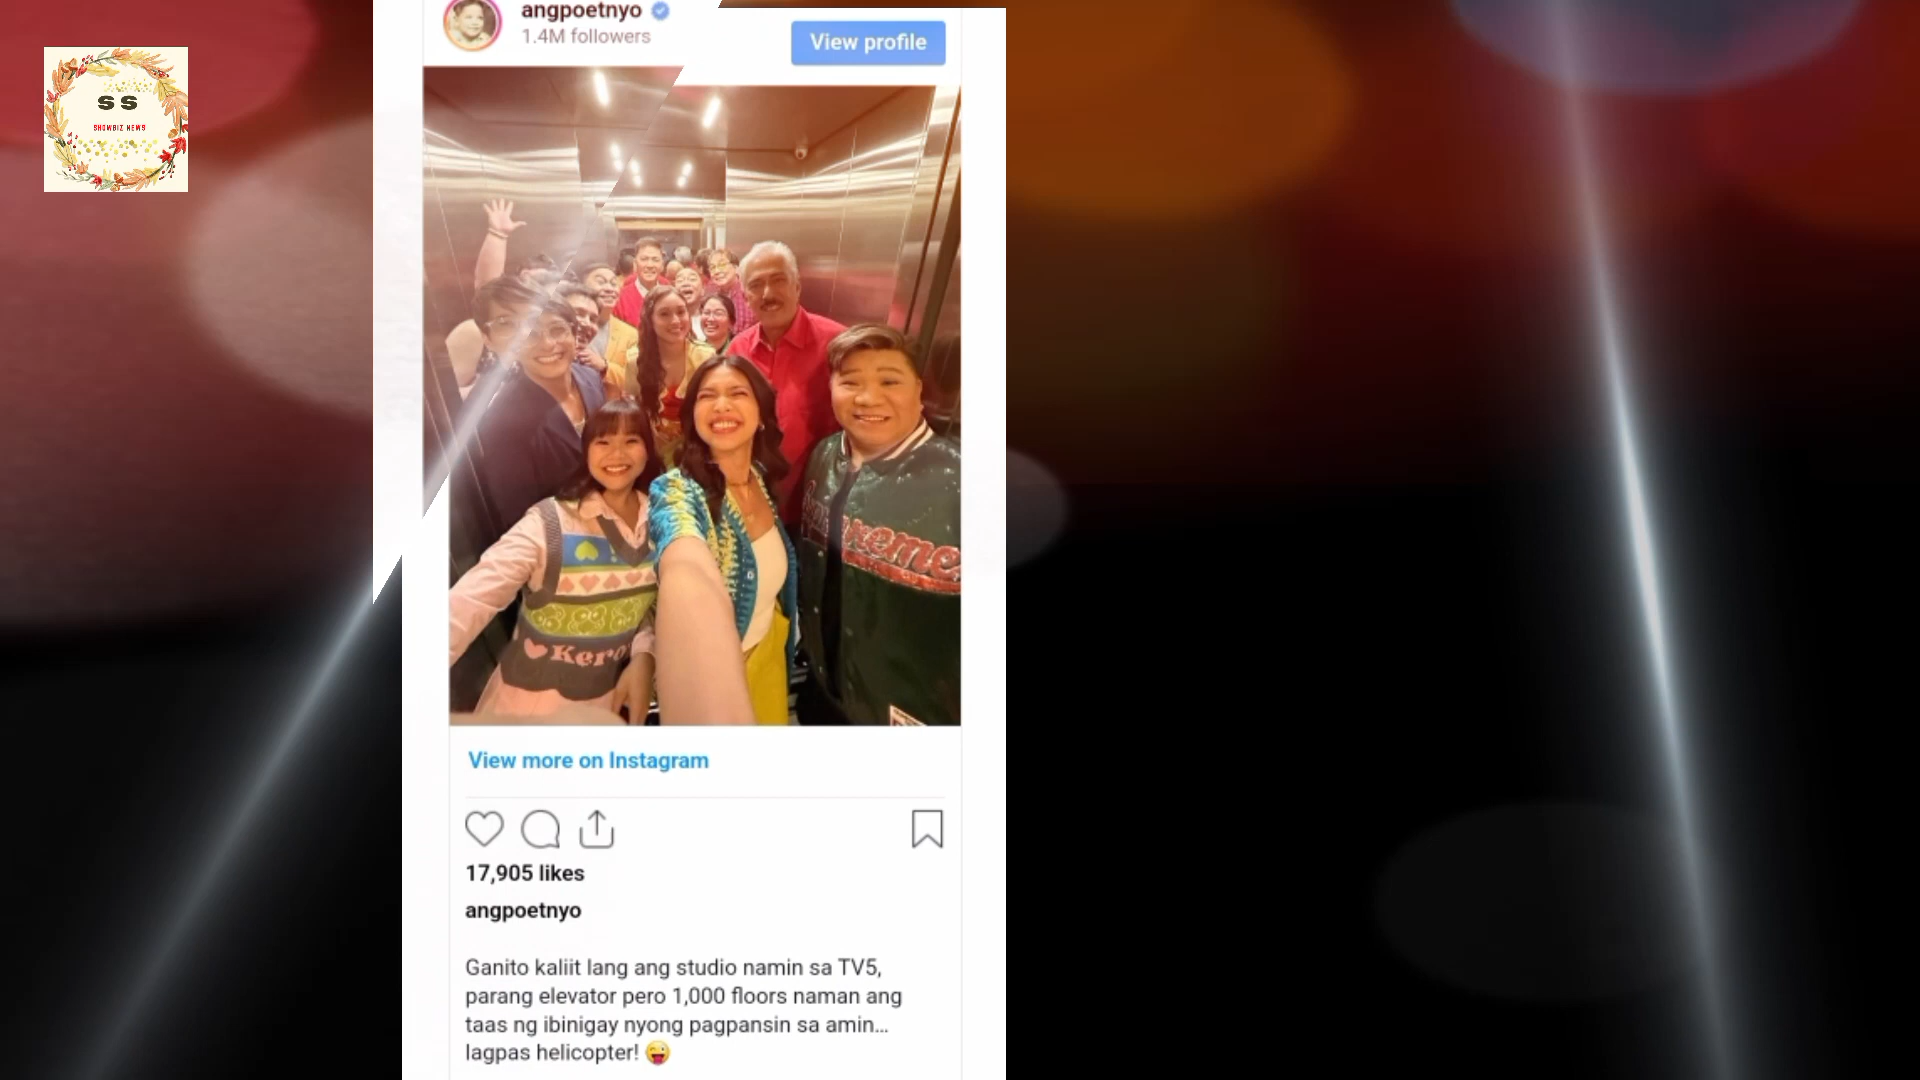 angpoetnyo
1.4M followers
View profile
SS
SHOWBIZ NEWS
Kero
View more on Instagram
17,905 likes
angpoetnyo
Ganito kaliit lang ang studio namin sa TV5,
parang elevator pero 1,000 floors naman ang
taas ng ibinigay nyong pagpansin sa amin...
lagpas helicopter! 😜